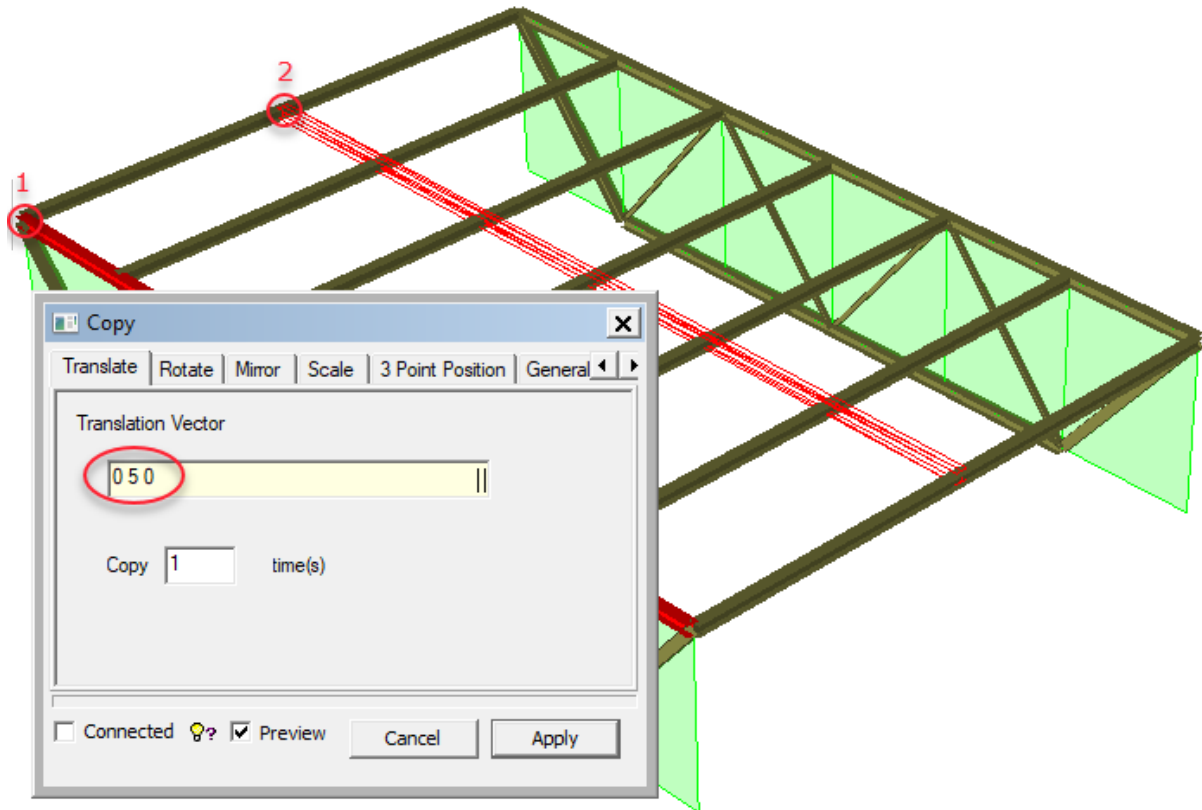 2
1
Copy
Translate Rotate Mirror Scale 3 Point Position General
Translation Vector
0 5 0
Copy 1 time(s)
Connected ? Preview Cancel Apply